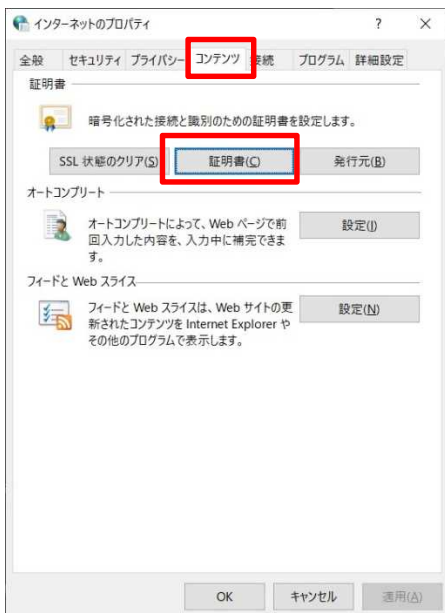 インターネットのプロパティ ? ×
全般 セキュリティ プライバシー コンテンツ 接続 プログラム 詳細設定
証明書
暗号化された接続と識別のための証明書を設定します。
SSL 状態のクリア(S) 証明書(C) 発行元(B)
オートコンプリート
オートコンプリートによって、Web ページで前
回入力した内容を、入力中に補完できま
す。
設定(I)
フィードと Web スライス
フィードと Web スライスは、Web サイトの更
新されたコンテンツを Internet Explorer や
その他のプログラムで表示します。
設定(N)
OK キャンセル 適用(A)